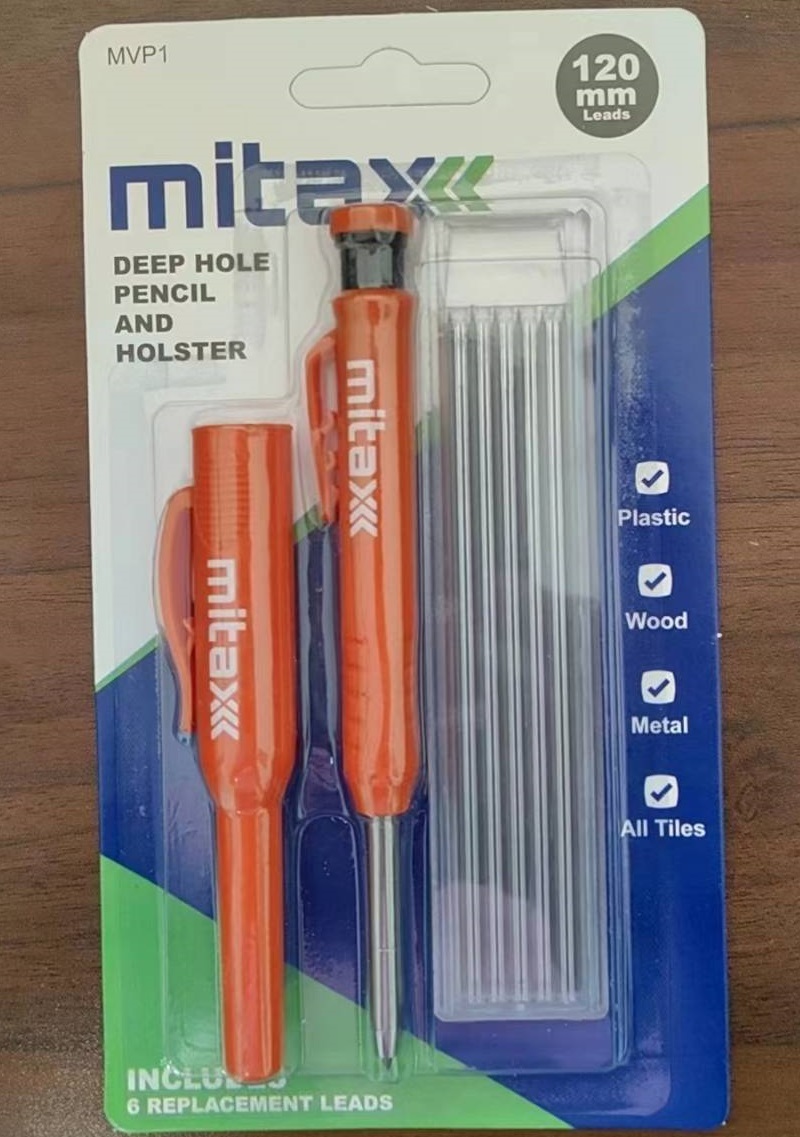 MVP1
120
mm
Leads
mitax
DEEP HOLE
PENCIL
AND
HOLSTER
mitax
mitax
Plastic
Wood
Metal
All Tiles
INCLUDES
6 REPLACEMENT LEADS